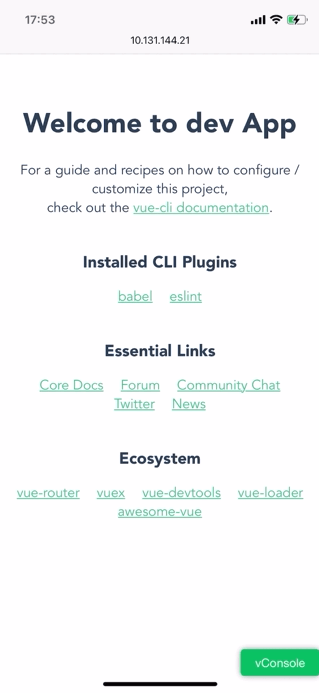 17:53
10.131.144.21
Welcome to dev App
For a guide and recipes on how to configure /
customize this project,
check out the vue-cli documentation.
Installed CLI Plugins
babel eslint
Essential Links
Core Docs Forum Community Chat
Twitter News
Ecosystem
vue-router vuex vue-devtools vue-loader
awesome-vue
vConsole